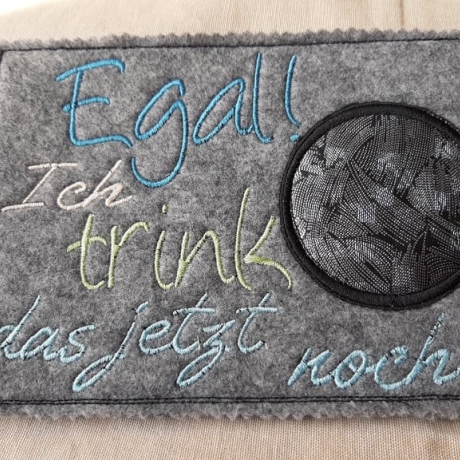 Egal!
Ich
trink
das jetzt noch